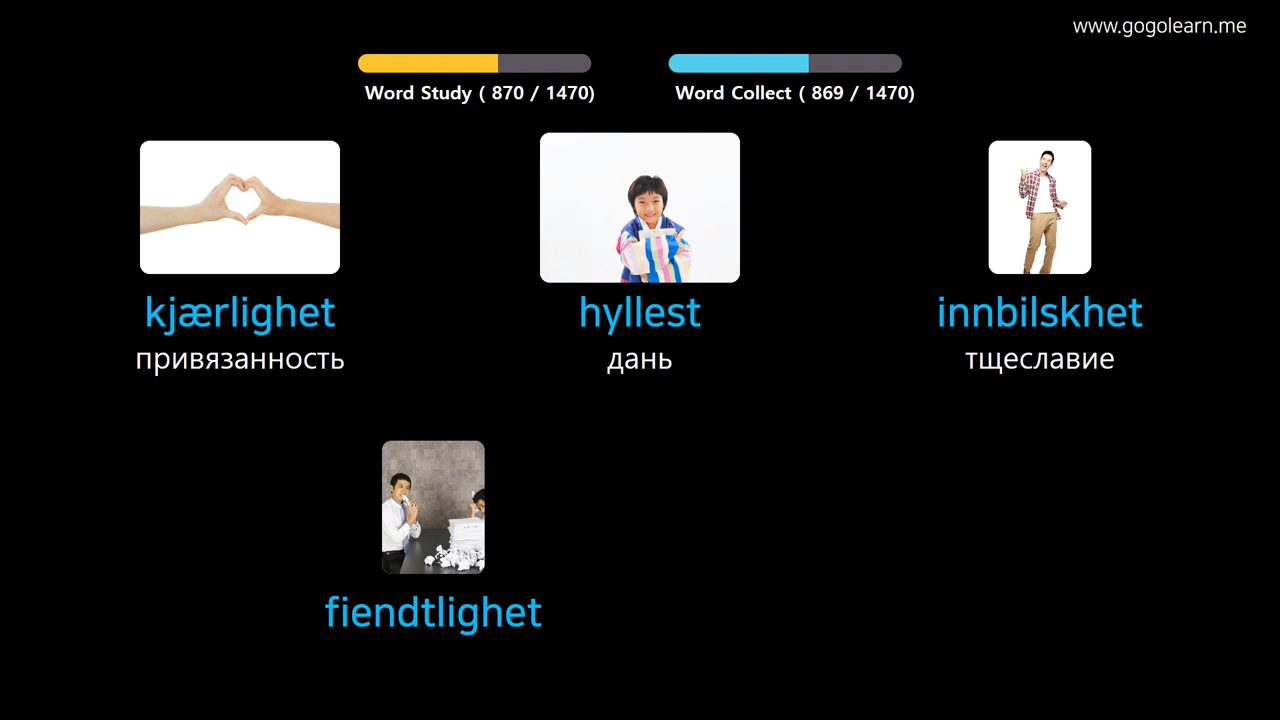 www.gogolearn.me
Word Study ( 870 / 1470)
Word Collect ( 869 / 1470)
kjærlighet
привязанность
hyllest
дань
innbilskhet
тщеславие
fiendtlighet